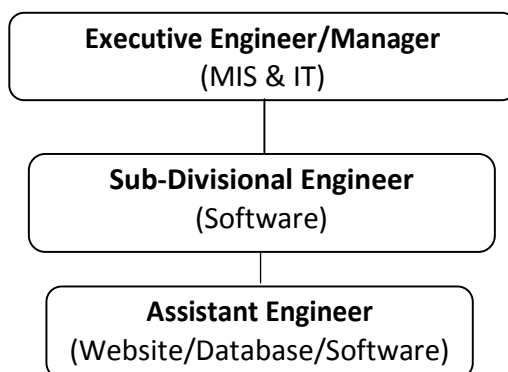 Executive Engineer/Manager
(MIS & IT)
Sub-Divisional Engineer
(Software)
Assistant Engineer
(Website/Database/Software)